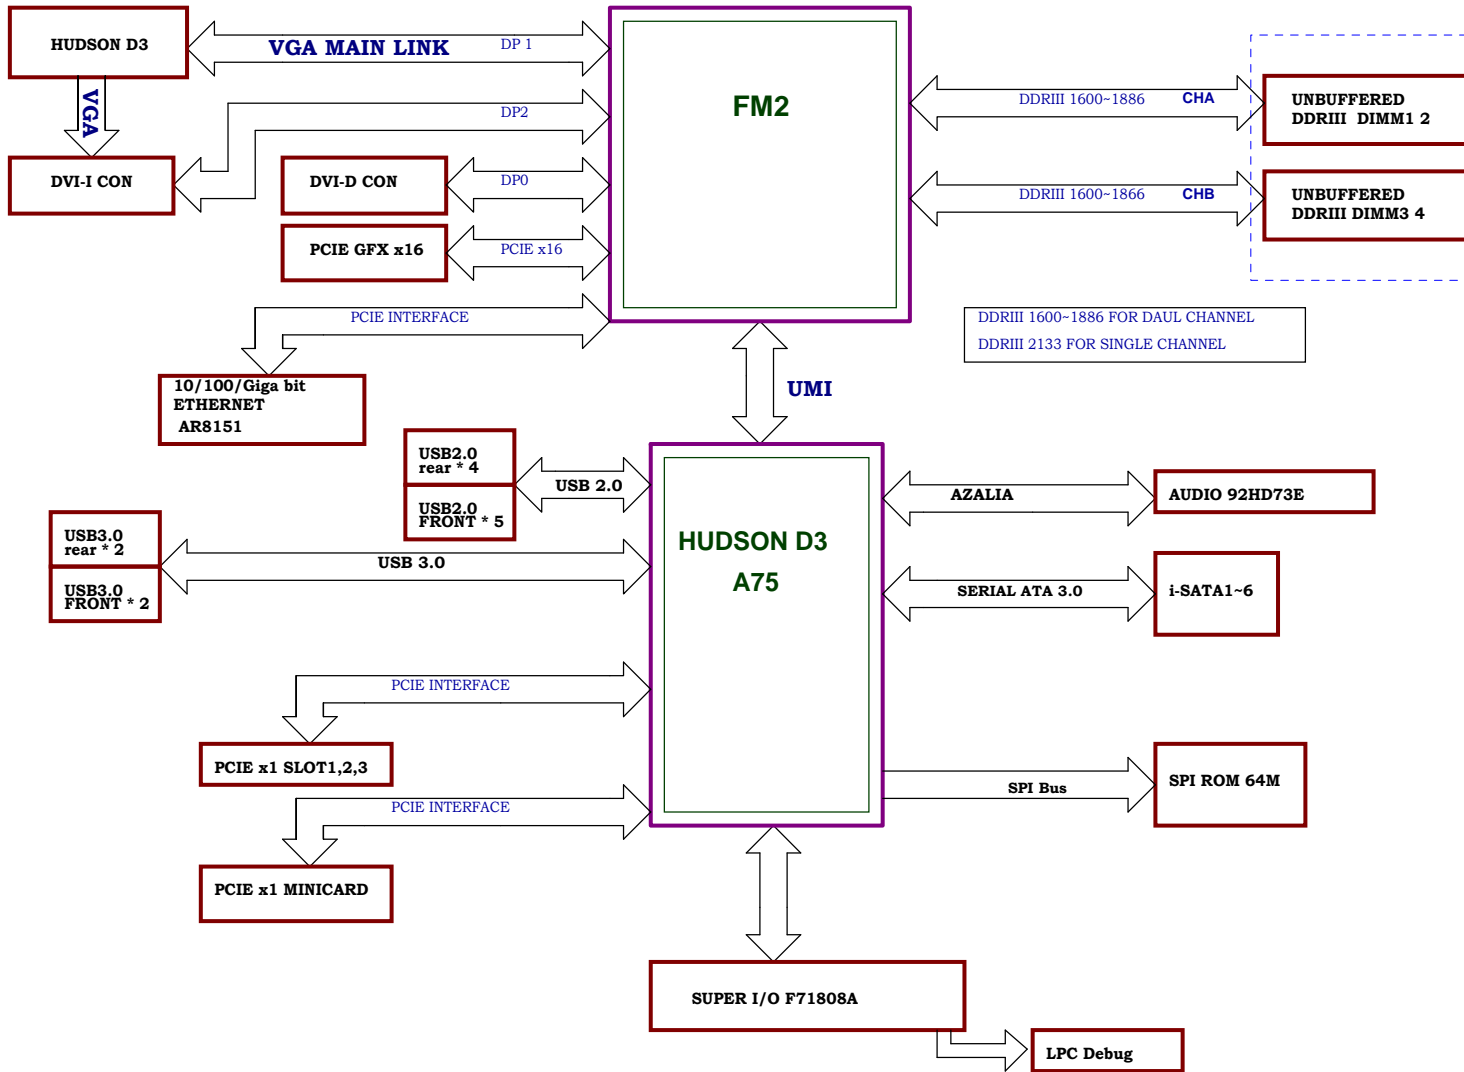 HUDSON D3
VGA MAIN LINK
DP 1
VGA
DP2
DVI-I CON
DVI-D CON
DP0
PCIE GFX x16
PCIE x16
PCIE INTERFACE
10/100/Giga bit
ETHERNET
AR8151
FM2
DDRIII 1600~1886
CHA
UNBUFFERED
DDRIII DIMM1 2
DDRIII 1600~1866
CHB
UNBUFFERED
DDRIII DIMM3 4
DDRIII 1600~1886 FOR DAUL CHANNEL
DDRIII 2133 FOR SINGLE CHANNEL
UMI
USB2.0
rear * 4
USB2.0
FRONT * 5
USB 2.0
USB3.0
rear * 2
USB3.0
FRONT * 2
USB 3.0
HUDSON D3
A75
AZALIA
AUDIO 92HD73E
SERIAL ATA 3.0
i-SATA1~6
PCIE INTERFACE
PCIE x1 SLOT1,2,3
PCIE INTERFACE
PCIE x1 MINICARD
SPI Bus
SPI ROM 64M
SUPER I/O F71808A
LPC Debug